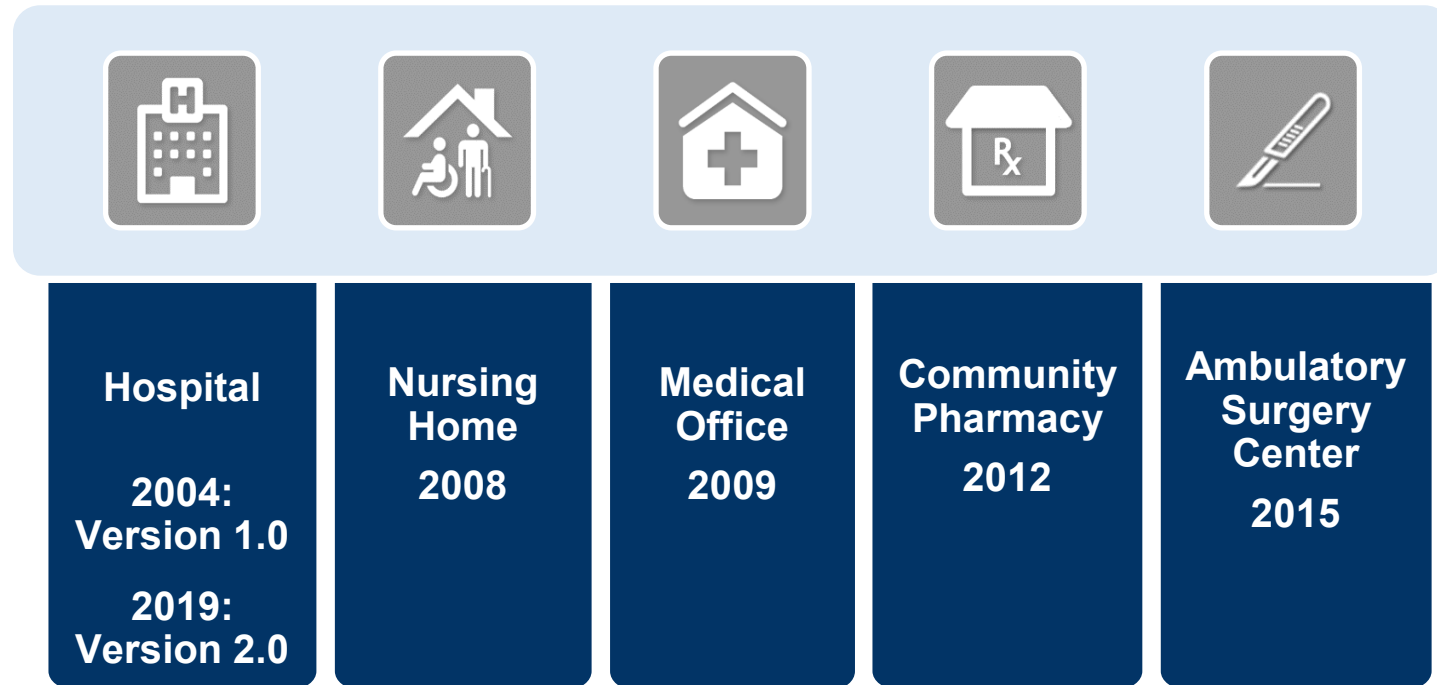 H
Rx
Hospital
2004:
Version 1.0
2019:
Version 2.0
Nursing
Home
2008
Medical
Office
2009
Community
Pharmacy
2012
Ambulatory
Surgery
Center
2015